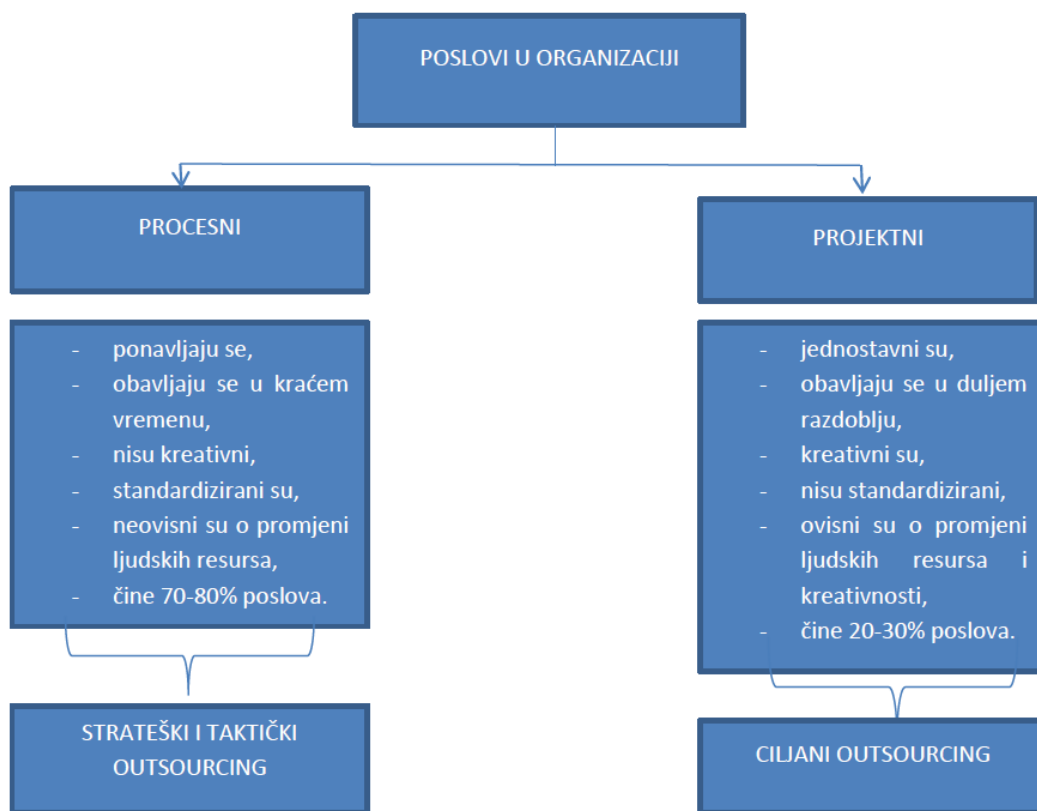 POSLOVI U ORGANIZACIJI
PROCESNI
- ponavljaju se,
- obavljaju se u kraćem
vremenu,
- nisu kreativni,
- standardizirani su,
- neovisni su o promjeni
ljudskih resursa,
- čine 70-80% poslova.
STRATEŠKI I TAKTIČKI
OUTSOURCING
PROJEKTNI
- jednostavni su,
- obavljaju se u duljem
razdoblju,
- kreativni su,
- nisu standardizirani,
- ovisni su o promjeni
ljudskih resursa i
kreativnosti,
- čine 20-30% poslova.
CILJANI OUTSOURCING